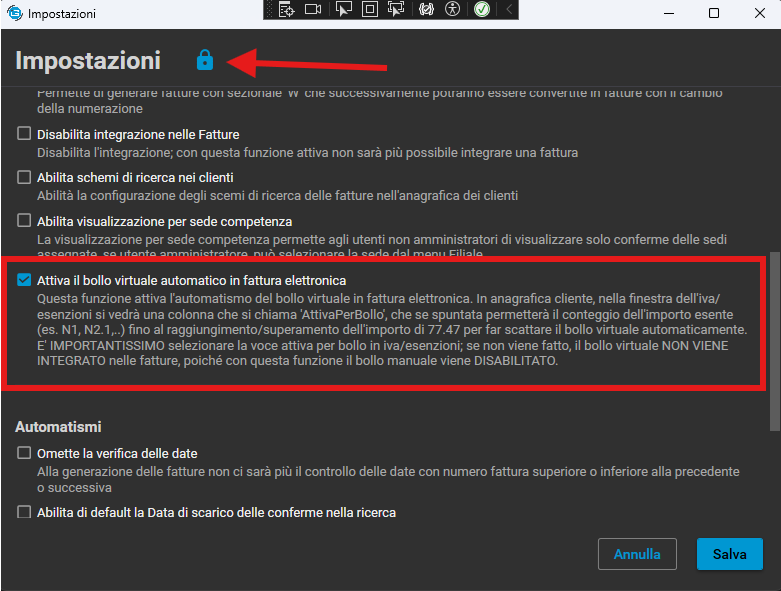 Impostazioni
Impostazioni
Permette di generare fatture con sezionale 'W' che successivamente potranno essere convertite in fatture con il cambio
della numerazione
Disabilita integrazione nelle Fatture
Disabilita l'integrazione; con questa funzione attiva non sarà più possibile integrare una fattura
Abilita schemi di ricerca nei clienti
Abilità la configurazione degli scemi di ricerca delle fatture nell'anagrafica dei clienti
Abilita visualizzazione per sede competenza
La visualizzazione per sede competenza permette agli utenti non amministratori di visualizzare solo conferme delle sedi
assegnate, se utente amministratore, può selezionare la sede dal menu Filiale
Attiva il bollo virtuale automatico in fattura elettronica
Questa funzione attiva l'automatismo del bollo virtuale in fattura elettronica. In anagrafica cliente, nella finestra dell'iva/
esenzioni si vedrà una colonna che si chiama 'AttivaPerBollo', che se spuntata permetterà il conteggio dell'importo esente
(es. N1, N2.1,..) fino al raggiungimento/superamento dell'importo di 77.47 per far scattare il bollo virtuale automaticamente.
E' IMPORTANTISSIMO selezionare la voce attiva per bollo in iva/esenzioni; se non viene fatto, il bollo virtuale NON VIENE
INTEGRATO nelle fatture, poiché con questa funzione il bollo manuale viene DISABILITATO.
Automatismi
Omette la verifica delle date
Alla generazione delle fatture non ci sarà più il controllo delle date con numero fattura superiore o inferiore alla precedente
o successiva
Abilita di default la Data di scarico delle conferme nella ricerca
Annulla
Salva